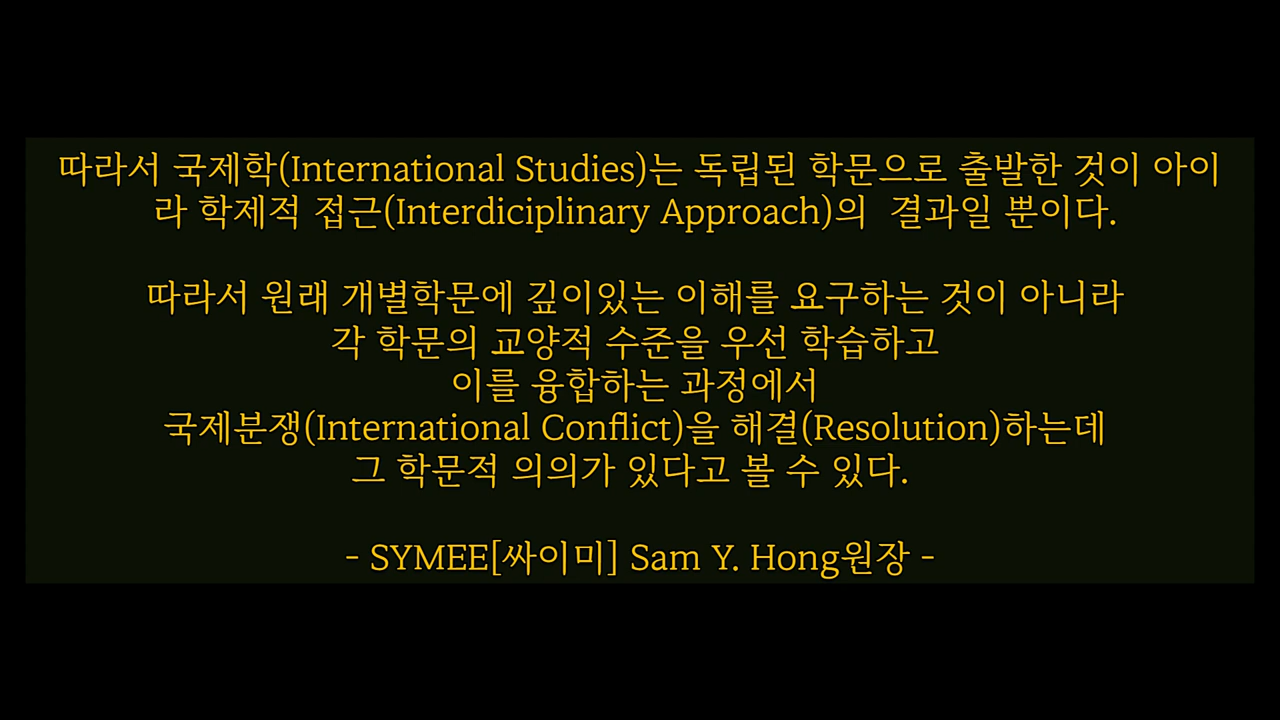 따라서 국제학(International Studies)는 독립된 학문으로 출발한 것이 아이
라 학제적 접근(Interdiciplinary Approach)의  결과일 뿐이다.
따라서 원래 개별학문에 깊이있는 이해를 요구하는 것이 아니라
각 학문의 교양적 수준을 우선 학습하고
이를 융합하는 과정에서
국제분쟁(International Conflict)을 해결(Resolution)하는데
그 학문적 의의가 있다고 볼 수 있다.
- SYMEE[싸이미] Sam Y. Hong원장 -